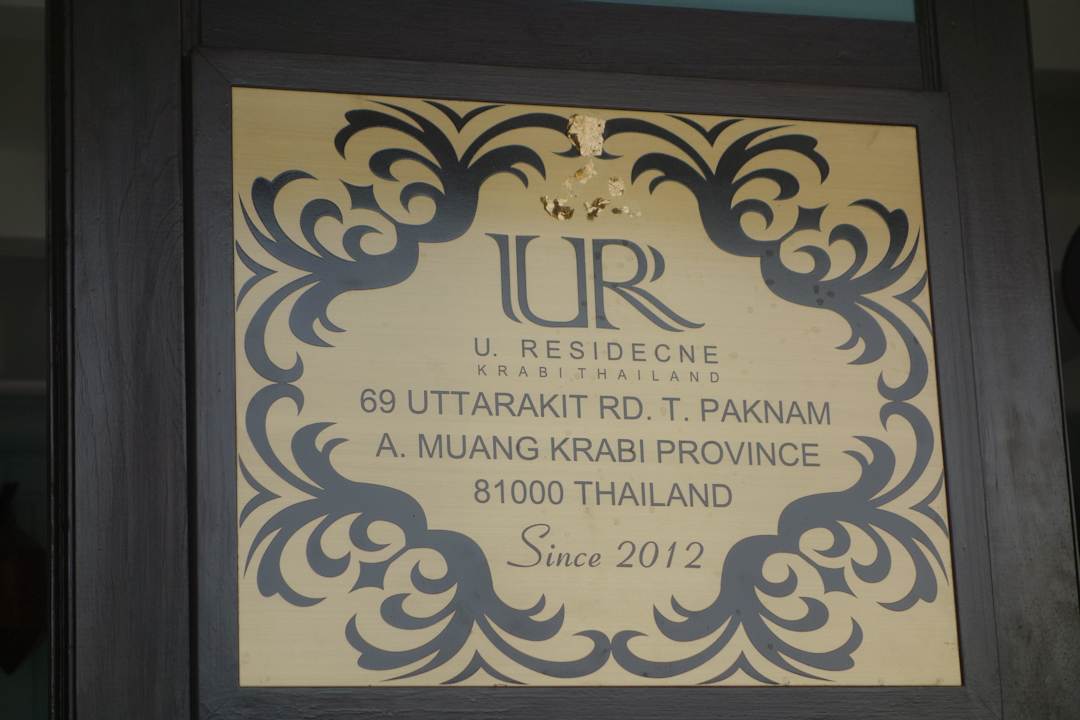 UR
U. RESIDECNE
KRABI THAILAND
69 UTTARAKIT RD. T. PAKNAM
A. MUANG KRABI PROVINCE
81000 THAILAND
Since 2012